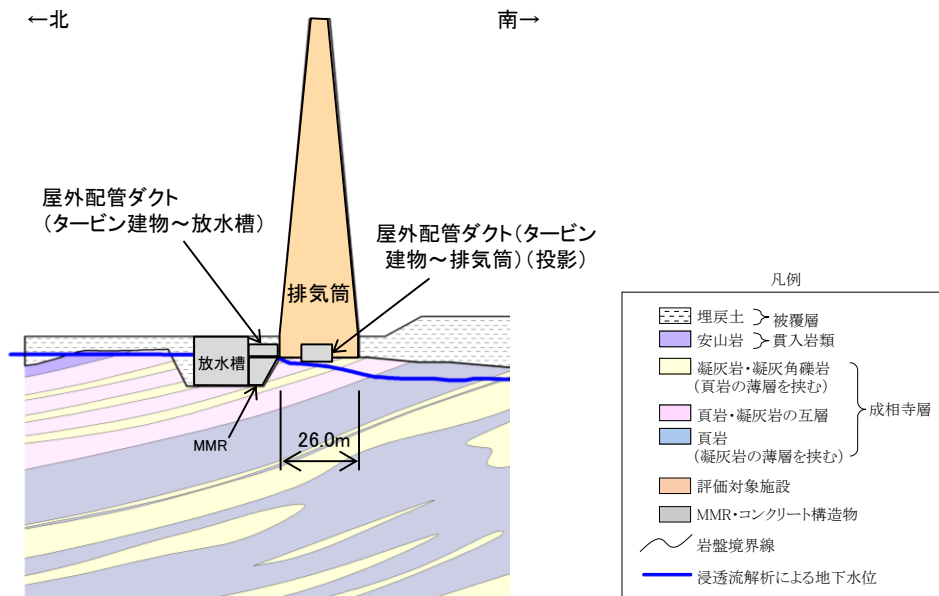 ←北
南→
屋外配管ダクト
(タービン建物～放水槽)
屋外配管ダクト(タービン
建物～排気筒)(投影)
排気筒
放水槽
MMR
26.0m
凡例
埋戻土
被覆層
安山岩
貫入岩類
凝灰岩・凝灰角礫岩
(頁岩の薄層を挟む)
頁岩・凝灰岩の互層
頁岩
(凝灰岩の薄層を挟む)
成相寺層
評価対象施設
MMR・コンクリート構造物
岩盤境界線
浸透流解析による地下水位